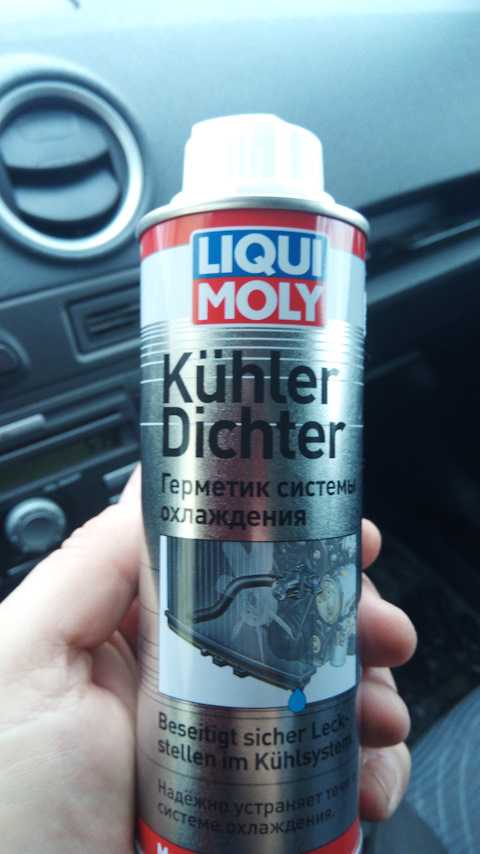 LIQUI
MOLY
Kühler
Dichter
Герметик системы
охлаждения
Beseitigt sicher Leck-
stellen im Kühlsystem
Надёжно устраняет течи
системе охлаждения.